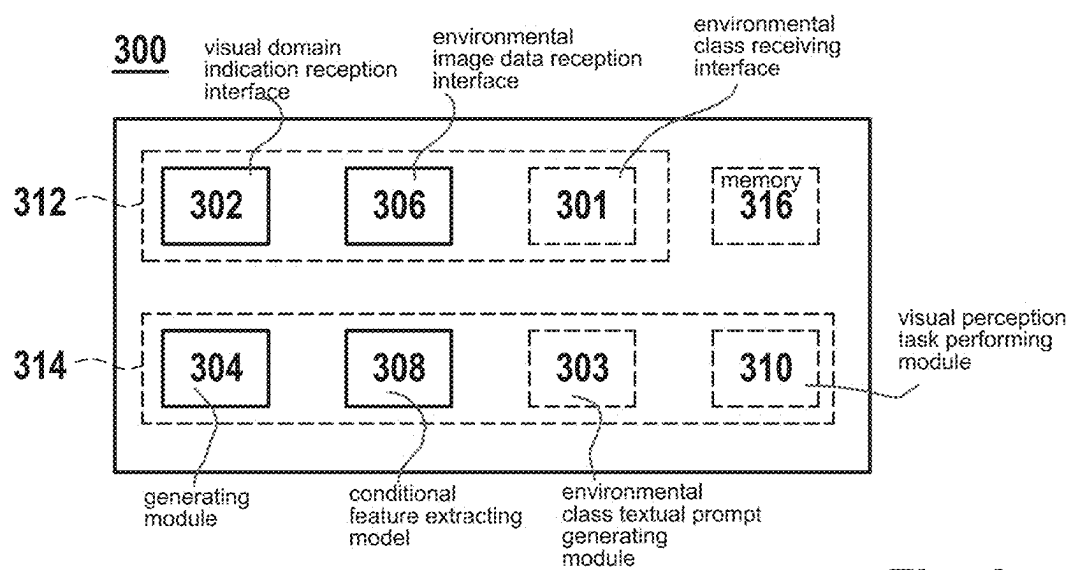 300
visual domain
indication reception
interface
environmental
image data reception
interface
environmental
class receiving
interface
312
302
306
301
memory
316
314
304
308
303
310
visual perception
task performing
module
generating
module
conditional
feature extracting
model
environmental
class textual prompt
generating
module